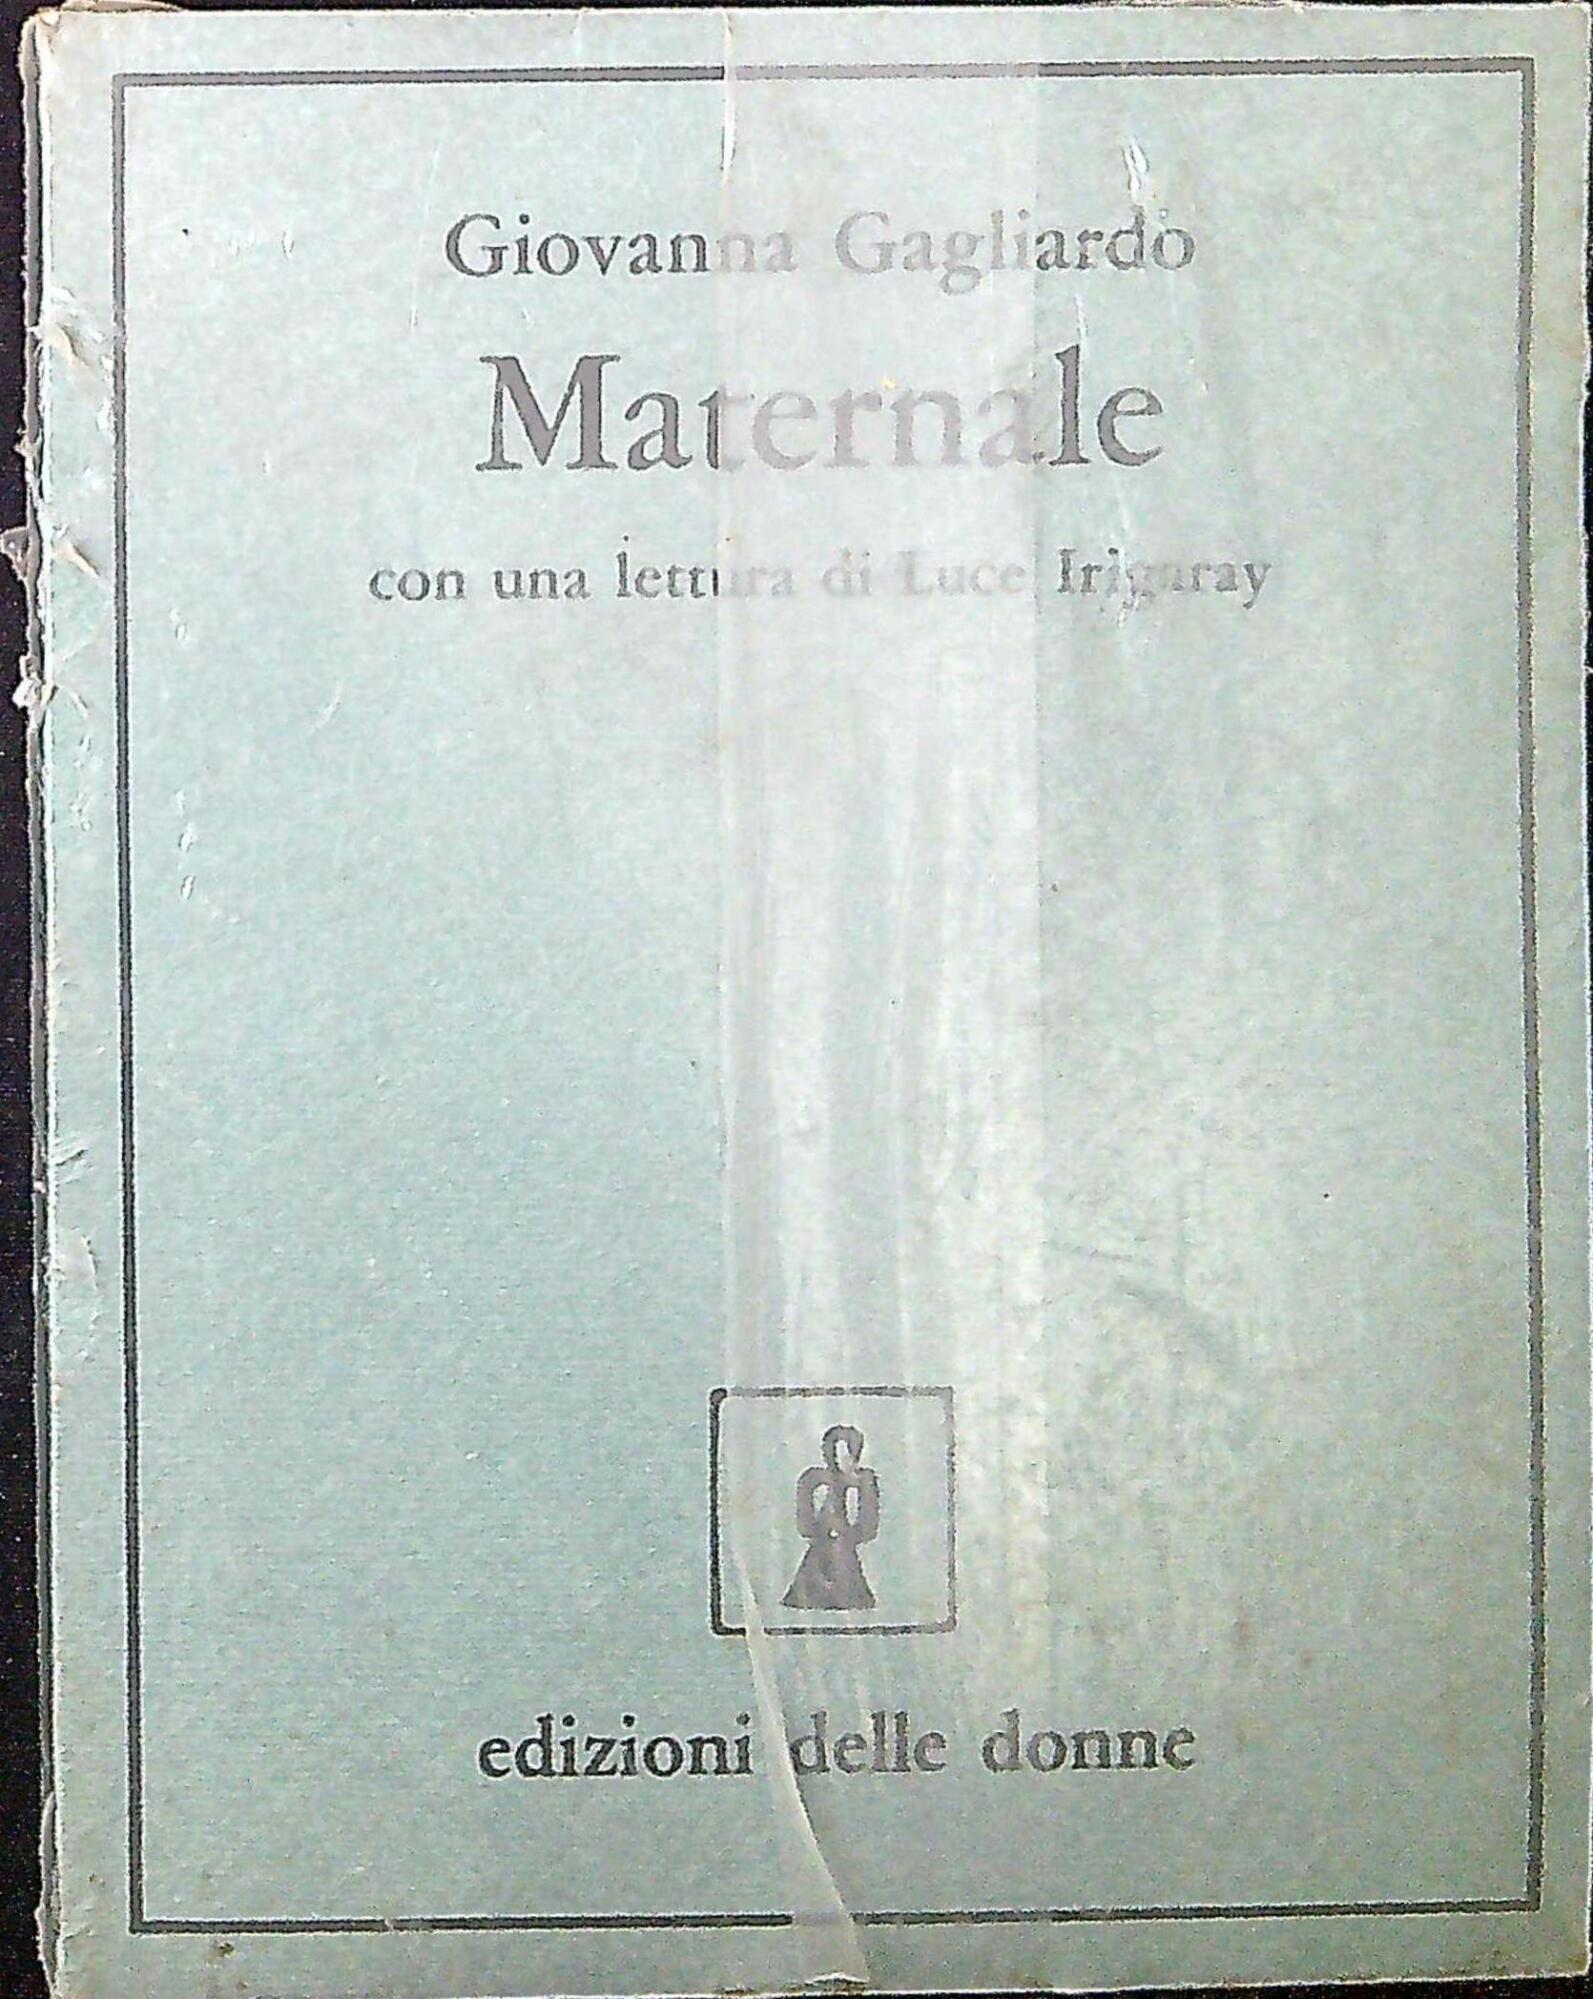 Giovanna Gagliardo
Maternale
con una lettura di Luce Irigaray
edizioni delle donne